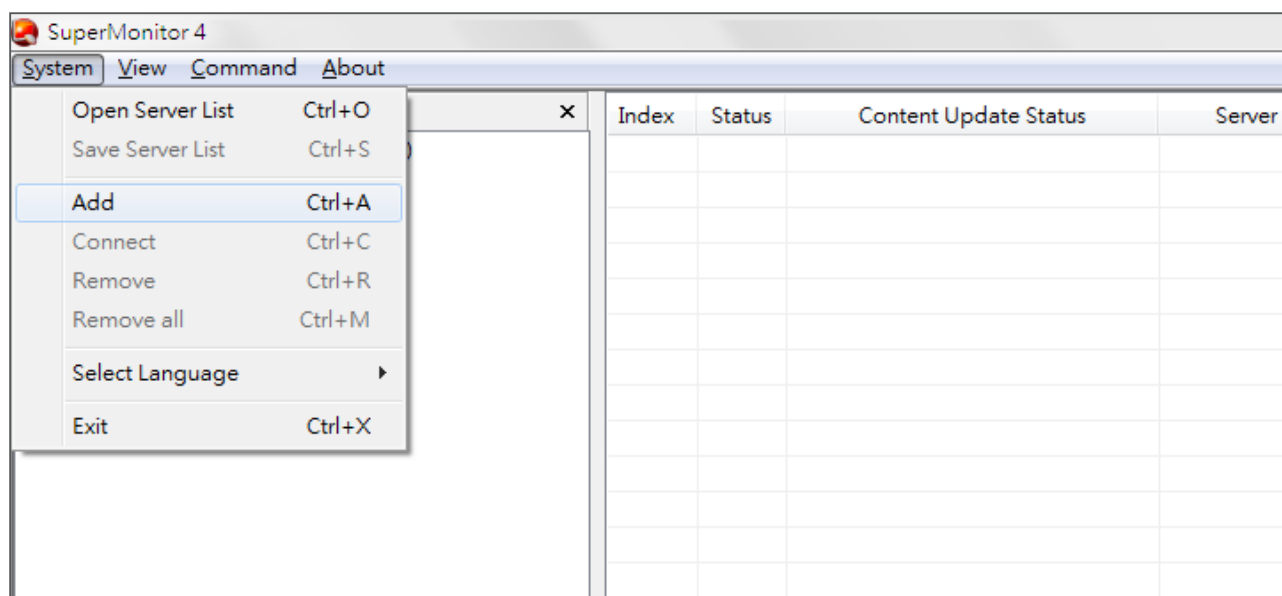 SuperMonitor 4
System View Command About
Open Server List Ctrl+O
Save Server List Ctrl+S
Add Ctrl+A
Connect Ctrl+C
Remove Ctrl+R
Remove all Ctrl+M
Select Language
Exit Ctrl+X
Index Status Content Update Status Server